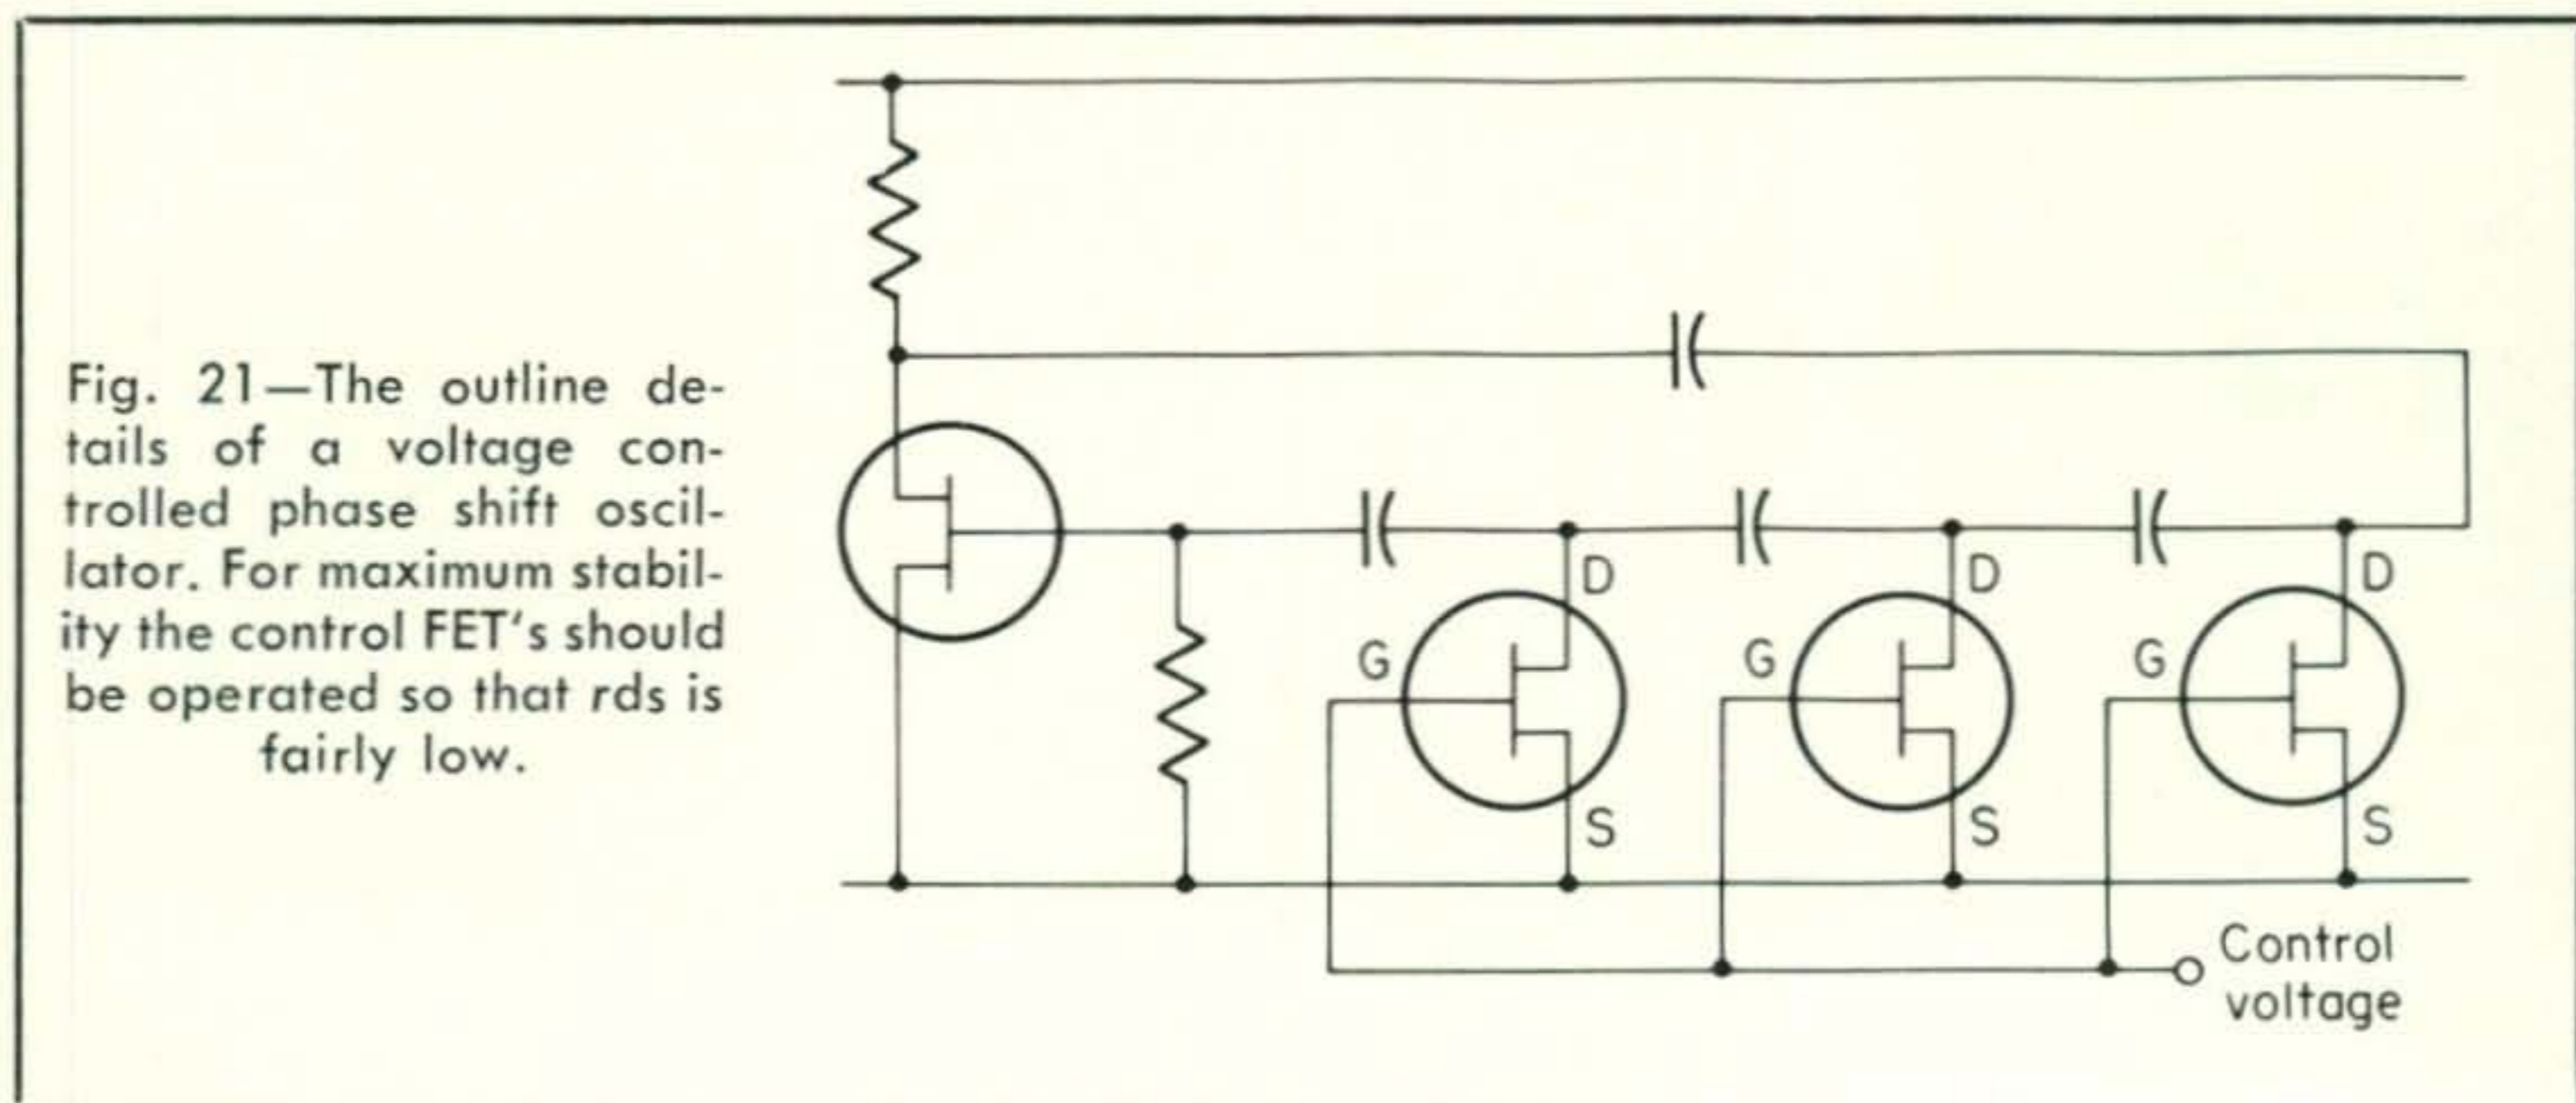 Fig. 21—The outline de-
tails of a voltage con-
trolled phase shift oscil-
lator. For maximum stabil-
ity the control FET's should
be operated so that rds is
fairly low.
D
D
D
G
G
G
S
S
S
Control
voltage